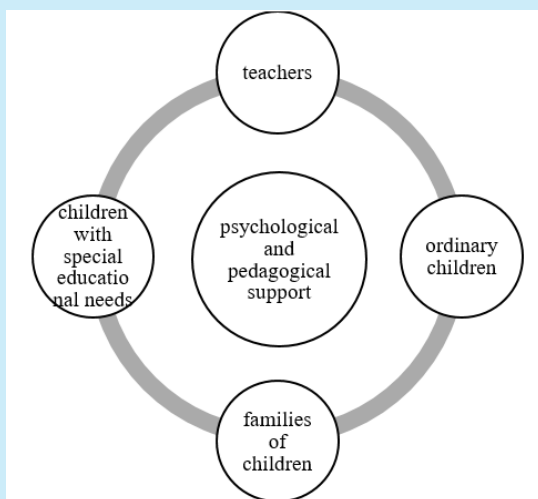 teachers
children
with
special
educatio
nal needs
psychological
and
pedagogical
support
ordinary
children
families
of
children